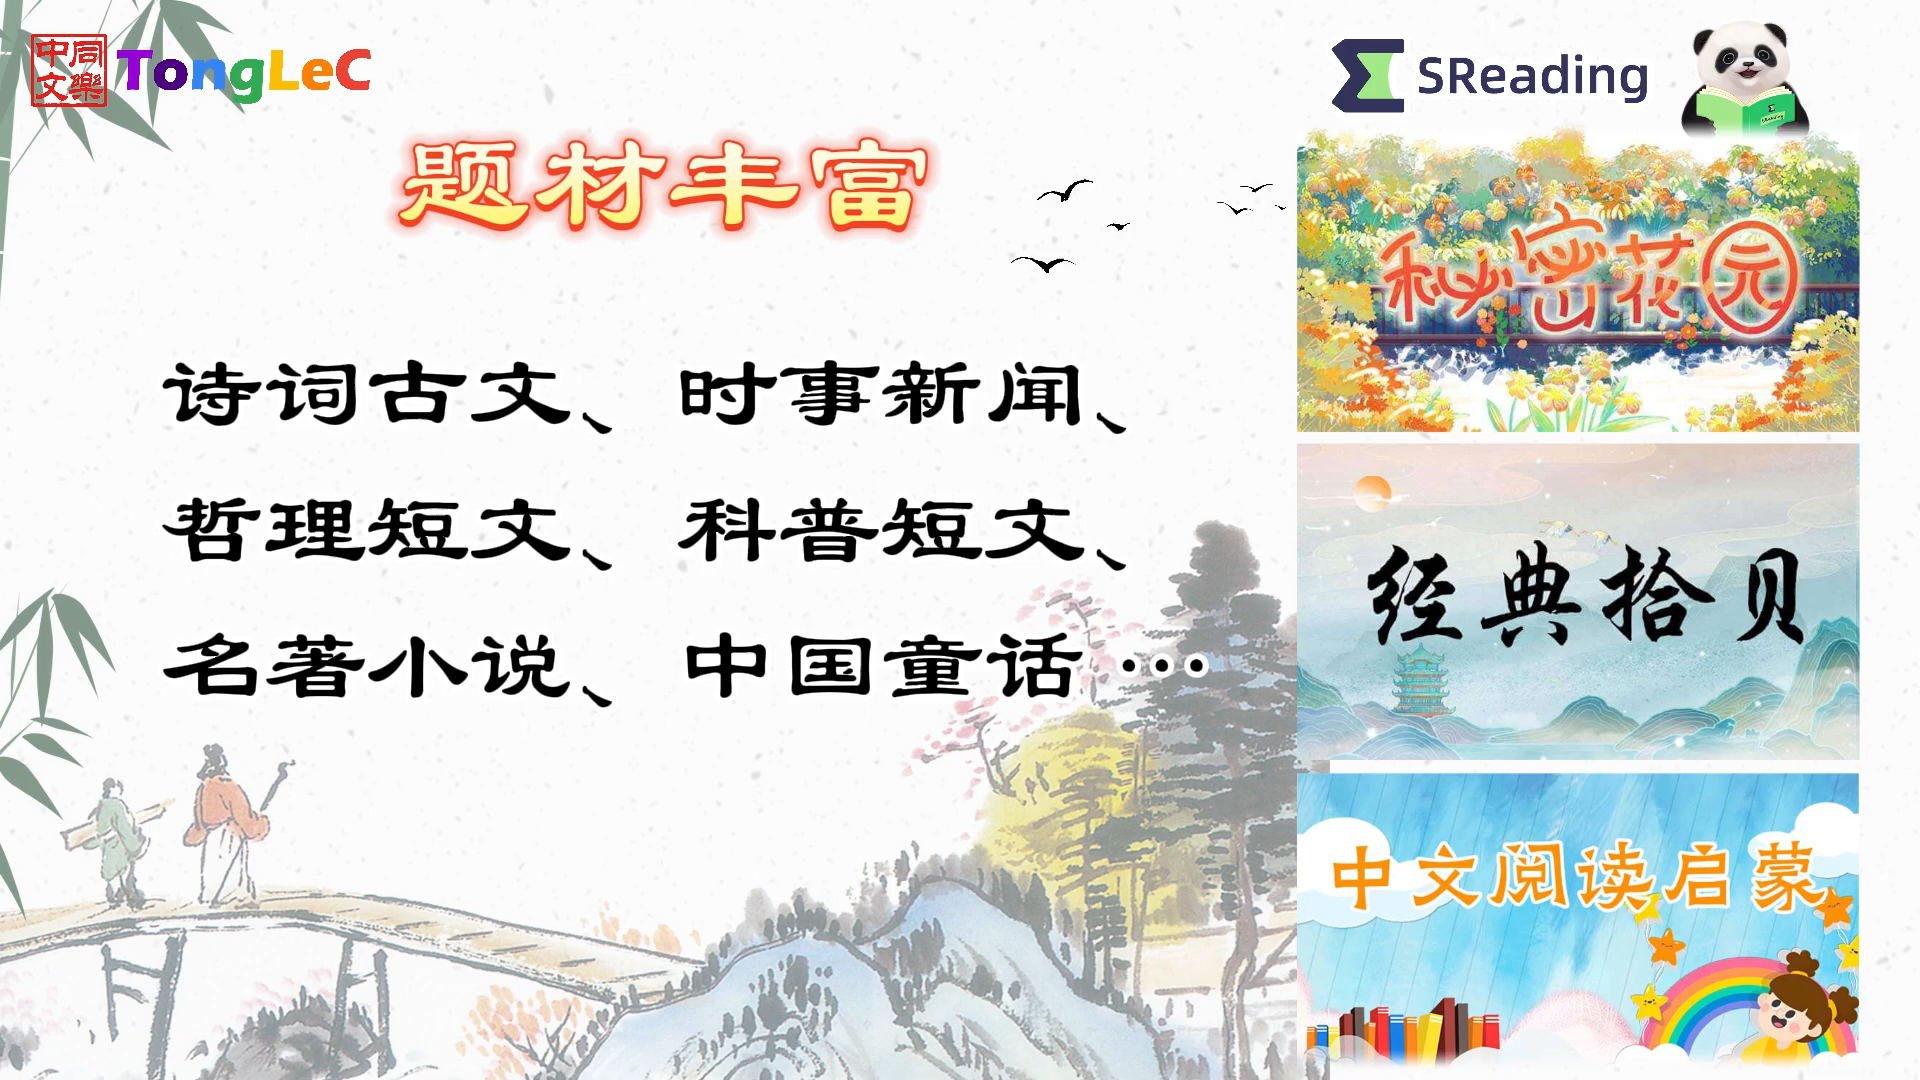 中同
文樂
TongLeC
SReading
SReading
题材丰富
诗词古文、时事新闻、
哲理短文、科普短文、
名著小说、中国童话…
秘密花园
经典拾贝
中文阅读启蒙